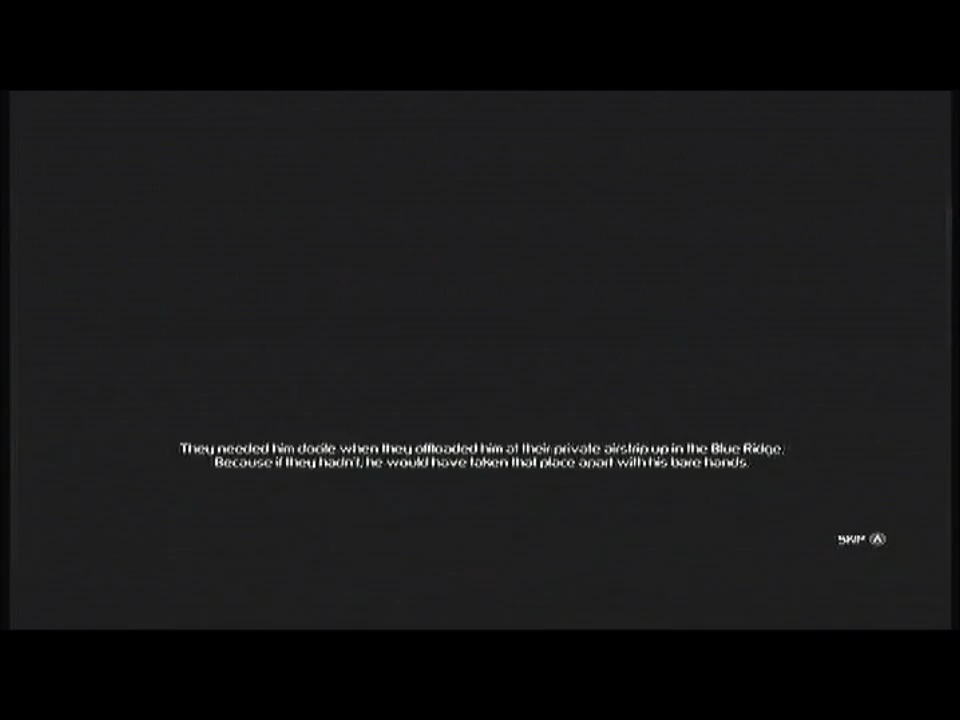 They needed him docile when they offloaded him at their private airstrip up in the Blue Ridge.
Because if they hadn't, he would have taken that place apart with his bare hands.
SKIP A